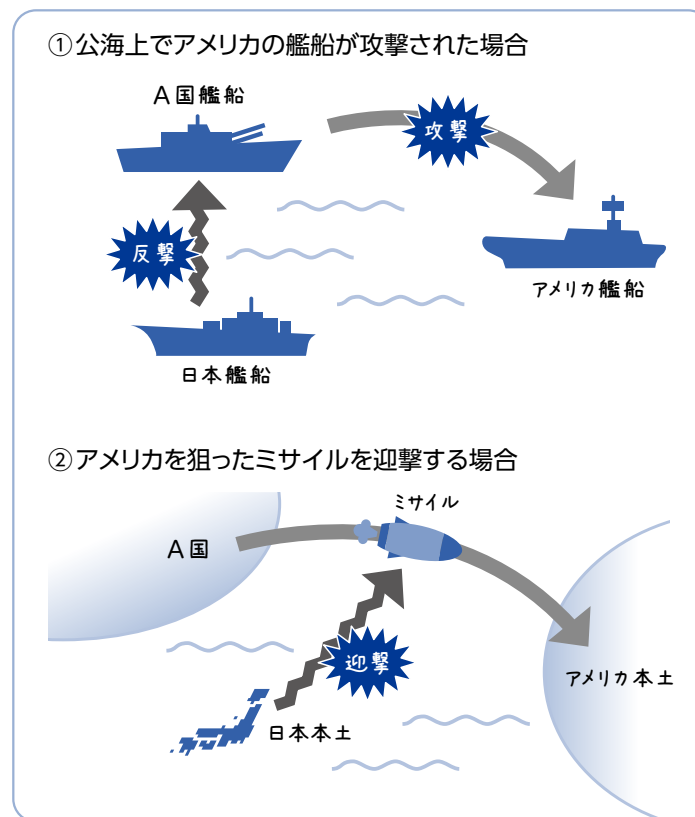 ①公海上でアメリカの艦船が攻撃された場合
A国艦船
攻撃
反撃
アメリカ艦船
日本艦船
②アメリカを狙ったミサイルを迎撃する場合
ミサイル
A国
迎撃
アメリカ本土
日本本土